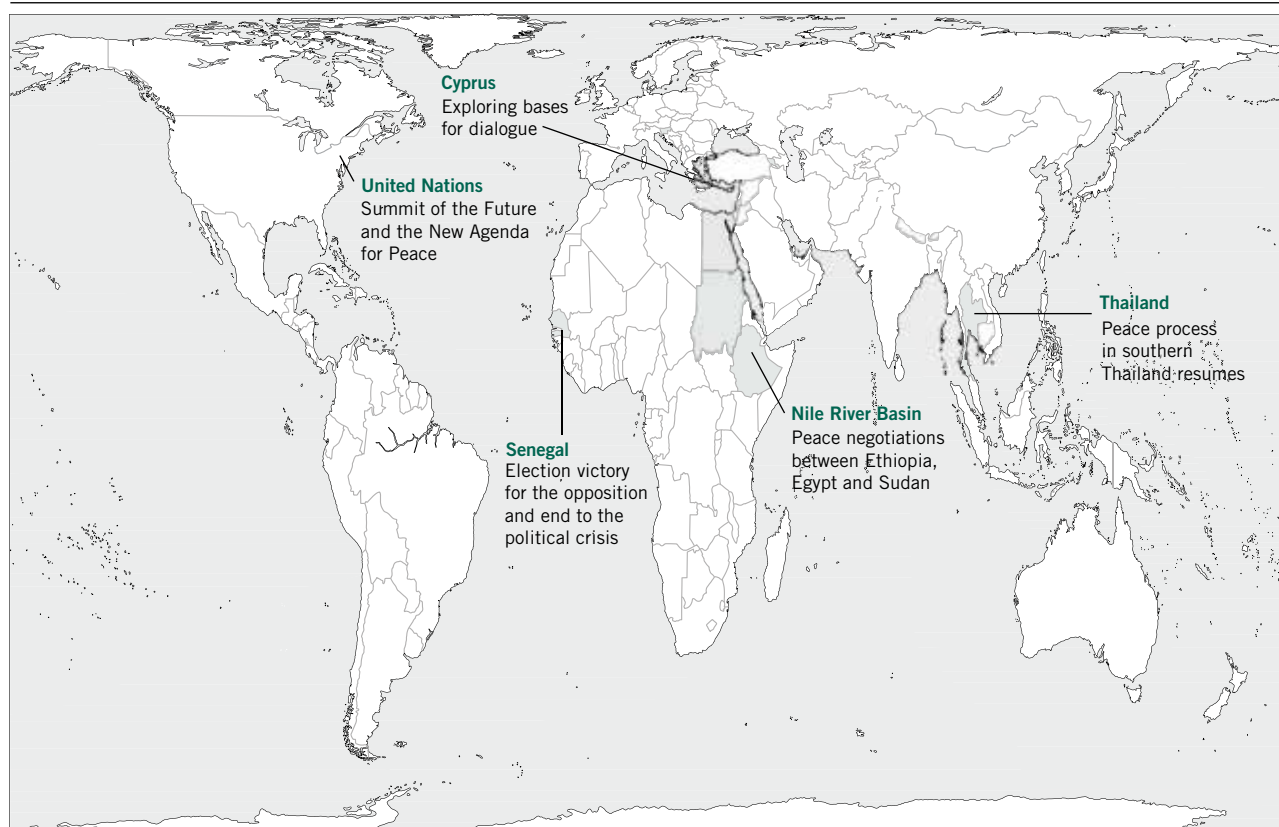 Cyprus
Exploring bases
for dialogue
United Nations
Summit of the Future
and the New Agenda
for Peace
Thailand
Peace process
in southern
Thailand resumes
Nile River Basin
Peace negotiations
between Ethiopia,
Egypt and Sudan
Senegal
Election victory
for the opposition
and end to the
political crisis